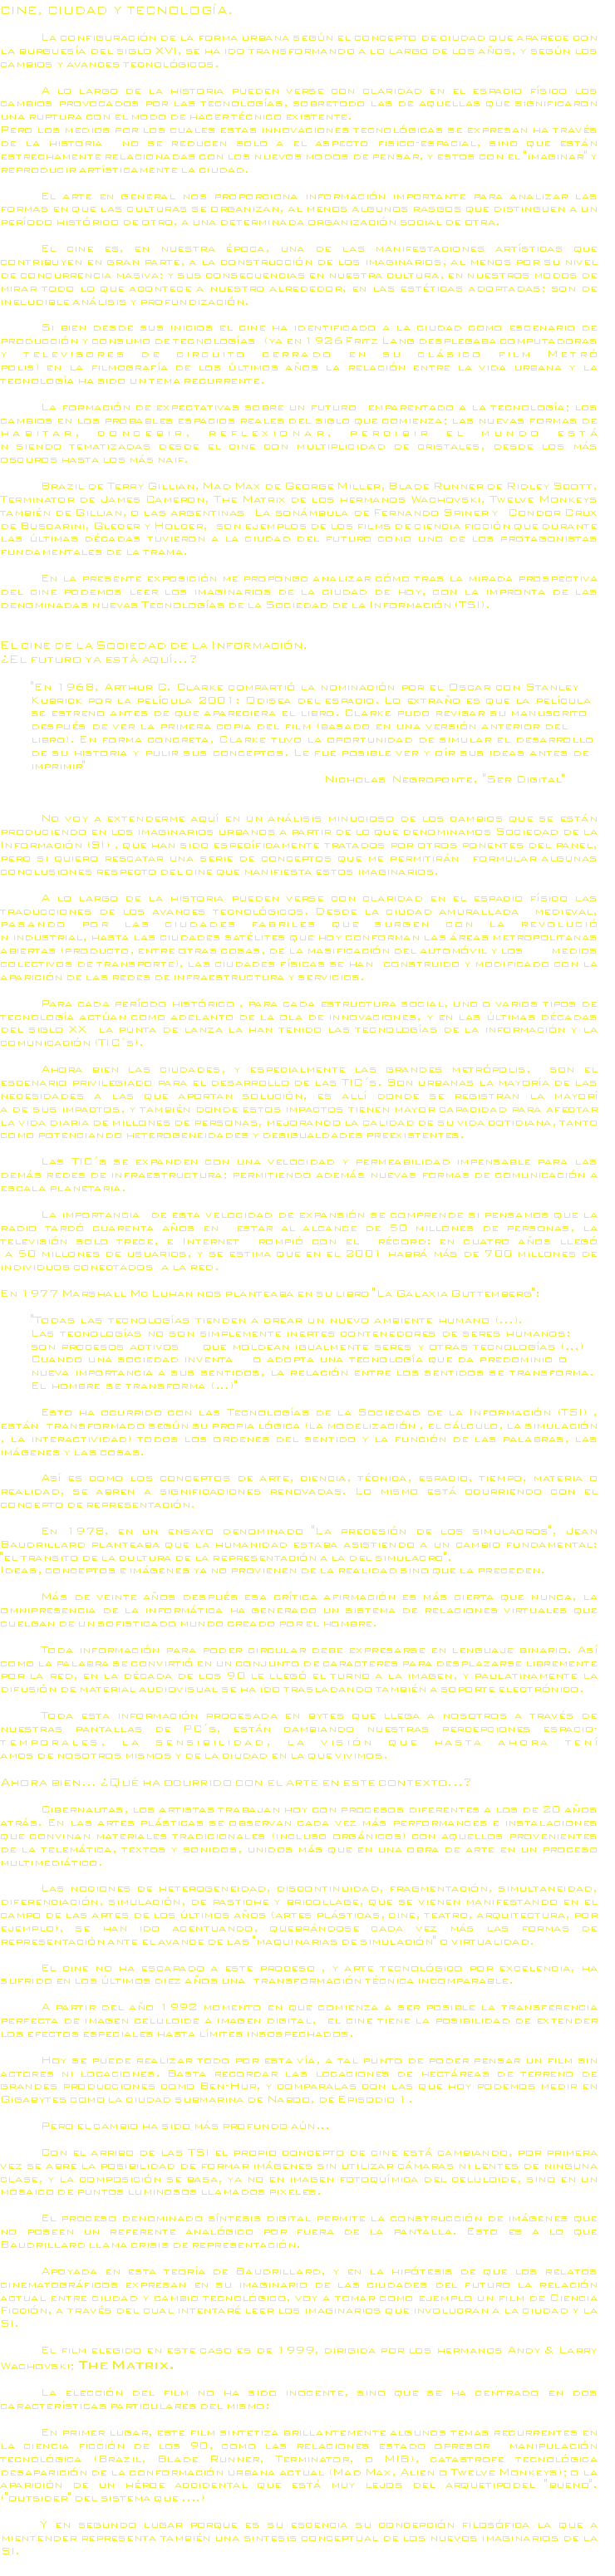 CINE, CIUDAD Y TECNOLOGÍA.
La configuración de la forma urbana según el concepto de ciudad que aparece con
la burguesía del siglo XVI, se ha ido transformando a lo largo de los años, y según los
cambios y avances tecnológicos.
A lo largo de la historia pueden verse con claridad en el espacio físico los
cambios provocados por las tecnologías, sobretodo las de aquellas que significaron
una ruptura con el modo de hacer técnico existente.
Pero los medios por los cuales estas innovaciones tecnológicas se expresan ha través
de la historia no se reducen solo a el aspecto fisico-espacial, sino que están
estrechamente relacionadas con los nuevos modos de pensar, y estos con el "imaginar" y
reproducir artísticamente la ciudad.
El arte en general nos proporciona información importante para analizar las
formas en que las culturas se organizan, al menos algunos rasgos que distinguen a un
período histórico de otro, a una determinada organización social de otra.
El cine es, en nuestra época, una de las manifestaciones artísticas que
contribuyen en gran parte, a la construcción de los imaginarios, al menos por su nivel
de concurrencia masiva; y sus consecuencias en nuestra cultura, en nuestros modos de
mirar todo lo que acontece a nuestro alrededor, en las estéticas adoptadas; son de
ineludible análisis y profundización.
Si bien desde sus inicios el cine ha identificado a la ciudad como escenario de
producción y consumo de tecnologías (ya en 1926 Fritz Lang desplegaba computadoras
y televisores de circuito cerrado en su clásico film Metró
polis) en la filmografía de los últimos años la relación entre la vida urbana y la
tecnología ha sido un tema recurrente.
La formación de expectativas sobre un futuro emparentado a la tecnología; los
cambios en los probables espacios reales del siglo que comienza; las nuevas formas de
habitar, concebir, reflexionar, percibir el mundo está
n siendo tematizadas desde el cine con multiplicidad de cristales, desde los más
oscuros hasta los más naif.
Brazil de Terry Gillian, Mad Max de George Miller, Blade Runner de Ridley Scott,
Terminator de James Cameron, The Matrix de los hermanos Wachovski, Twelve Monkeys
también de Gillian, o las argentinas La sonámbula de Fernando Spiner y Condor Crux
de Buscarini, Glecer y Holcer, son ejemplos de los films de ciencia ficción que durante
las últimas décadas tuvieron a la ciudad del futuro como uno de los protagonistas
fundamentales de la trama.
En la presente exposición me propongo analizar cómo tras la mirada prospectiva
del cine podemos leer los imaginarios de la ciudad de hoy, con la impronta de las
denominadas nuevas Tecnologías de la Sociedad de la Información (TSI).
El cine de la Sociedad de la Información.
¿El futuro ya está aquí...?
"En 1968, Arthur C. Clarke compartió la nominación por el Oscar con Stanley
Kubrick por la película 2001: Odisea del espacio. Lo extraño es que la película
se estrenó antes de que apareciera el libro. Clarke pudo revisar su manuscrito
después de ver la primera copia del film (basado en una versión anterior del
libro). En forma concreta, Clarke tuvo la oportunidad de simular el desarrollo
de su historia y pulir sus conceptos. Le fue posible ver y oír sus ideas antes de
imprimir"
Nicholas Negroponte. "Ser Digital"
No voy a extenderme aquí en un análisis minucioso de los cambios que se están
produciendo en los imaginarios urbanos a partir de lo que denominamos Sociedad de la
Información (SI) , que han sido específicamente tratados por otros ponentes del panel,
pero si quiero rescatar una serie de conceptos que me permitirán formular algunas
conclusiones respecto del cine que manifiesta estos imaginarios.
A lo largo de la historia pueden verse con claridad en el espacio físico las
traducciones de los avances tecnológicos. Desde la ciudad amurallada medieval,
pasando por las ciudades fabriles que surgen con la revolució
n industrial, hasta las ciudades satélites que hoy conforman las áreas metropolitanas
abiertas (producto, entre otras cosas, de la masificación del automóvil y los medios
colectivos de transporte), las ciudades físicas se han construido y modificado con la
aparición de las redes de infraestructura y servicios.
Para cada período histórico , para cada estructura social, uno o varios tipos de
tecnología actúan como adelanto de la ola de innovaciones, y en las últimas décadas
del siglo XX la punta de lanza la han tenido las tecnologías de la información y la
comunicación (TIC´s).
Ahora bien las ciudades, y especialmente las grandes metrópolis, son el
escenario privilegiado para el desarrollo de las TIC´s. Son urbanas la mayoría de las
necesidades a las que aportan solución, es allí donde se registran la mayorí
a de sus impactos, y también donde estos impactos tienen mayor capacidad para afectar
la vida diaria de millones de personas, mejorando la calidad de su vida cotidiana, tanto
como potenciando heterogeneidades y desigualdades preexistentes.
Las TIC´s se expanden con una velocidad y permeabilidad impensable para las
demás redes de infraestructura; permitiendo además nuevas formas de comunicación a
escala planetaria.
La importancia de esta velocidad de expansión se comprende si pensamos que la
radio tardó cuarenta años en estar al alcance de 50 millones de personas, la
televisión solo trece, e Internet rompió con el récord: en cuatro años llegó
a 50 millones de usuarios, y se estima que en el 2001 habrá más de 700 millones de
individuos conectados a la red.
En 1977 Marshall Mc Luhan nos planteaba en su libro "La Galaxia Guttemberg":
"Todas las tecnologías tienden a crear un nuevo ambiente humano (...).
Las tecnologías no son simplemente inertes contenedores de seres humanos;
son procesos activos que moldean igualmente seres y otras tecnologías (...)
Cuando una sociedad inventa o adopta una tecnología que da predominio o
nueva importancia a sus sentidos, la relación entre los sentidos se transforma.
El hombre se transforma (...)"
Esto ha ocurrido con las Tecnologías de la Sociedad de la Información (TSI) ,
están transformado según su propia lógica (la modelización , el cálculo, la simulación
, la interactividad) todos los ordenes del sentido y la función de las palabras, las
imágenes y las cosas.
Así es como los conceptos de arte, ciencia, técnica, espacio, tiempo, materia o
realidad, se abren a significaciones renovadas. Lo mismo está ocurriendo con el
concepto de representación.
En 1978, en un ensayo denominado "La precesión de los simulacros", Jean
Baudrillard planteaba que la humanidad estaba asistiendo a un cambio fundamental:
"el transito de la cultura de la representación a la del simulacro".
Ideas, conceptos e imágenes ya no provienen de la realidad sino que la preceden.
Más de veinte años después esa crítica afirmación es más cierta que nunca, la
omnipresencia de la informática ha generado un sistema de relaciones virtuales que
cuelgan de un sofisticado mundo creado por el hombre.
Toda información para poder circular debe expresarse en lenguaje binario. Así
como la palabra se convirtió en un conjunto de caracteres para desplazarse libremente
por la red, en la década de los 90 le llegó el turno a la imagen, y paulatinamente la
difusión de material audiovisual se ha ido trasladando también a soporte electrónico.
Toda esta información procesada en bytes que llega a nosotros a través de
nuestras pantallas de PC´s, están cambiando nuestras percepciones espacio-
temporales, la sensibilidad, la visión que hasta ahora tení
amos de nosotros mismos y de la ciudad en la que vivimos.
Ahora bien... ¿Qué ha ocurrido con el arte en este contexto...?
Cibernautas, los artistas trabajan hoy con procesos diferentes a los de 20 años
atrás. En las artes plásticas se observan cada vez más performances e instalaciones
que convinan materiales tradicionales (incluso orgánicos) con aquellos provenientes
de la telemática, textos y sonidos, unidos más que en una obra de arte en un proceso
multimediático.
Las nociones de heterogeneidad, discontinuidad, fragmentación, simultaneidad,
diferenciación, simulación, de pastiche y bricollage, que se vienen manifestando en el
campo de las artes de los últimos años (artes plásticas, cine, teatro, arquitectura, por
ejemplo), se han ido acentuando, quebrándose cada vez más las formas de
representación ante el avance de las "maquinarias de simulación" o virtualidad.
El cine no ha escapado a este proceso , y arte tecnológico por excelencia, ha
sufrido en los últimos diez años una transformación técnica incomparable.
A partir del año 1992 momento en que comienza a ser posible la transferencia
perfecta de imagen celuloide a imagen digital, el cine tiene la posibilidad de extender
los efectos especiales hasta límites insospechados.
Hoy se puede realizar todo por esta vía, a tal punto de poder pensar un film sin
actores ni locaciones. Basta recordar las locaciones de hectáreas de terreno de
grandes producciones como Ben-Hur, y compararlas con las que hoy podemos medir en
Gigabytes como la ciudad submarina de Naboo, de Episodio 1.
Pero el cambio ha sido más profundo aún...
Con el arribo de las TSI el propio concepto de cine está cambiando, por primera
vez se abre la posibilidad de formar imágenes sin utilizar cámaras ni lentes de ninguna
clase, y la composición se basa, ya no en imagen fotoquímica del celuloide, sino en un
mosaico de puntos luminosos llamados pixeles.
El proceso denominado síntesis digital permite la construcción de imágenes que
no poseen un referente analógico por fuera de la pantalla. Esto es a lo que
Baudrillard llama crisis de representación.
Apoyada en esta teoría de Baudrillard, y en la hipótesis de que los relatos
cinematográficos expresan en su imaginario de las ciudades del futuro la relación
actual entre ciudad y cambio tecnológico, voy a tomar como ejemplo un film de Ciencia
Ficción, a través del cual intentaré leer los imaginarios que involucran a la ciudad y la
SI.
El film elegido en este caso es de 1999, dirigida por los hermanos Andy & Larry
Wachovski: The Matrix.
La elección del film no ha sido inocente, sino que se ha centrado en dos
características particulares del mismo:
En primer lugar, este film sintetiza brillantemente algunos temas recurrentes en
la ciencia ficción de los 90, como las relaciones estado opresor manipulación
tecnológica (Brazil, Blade Runner, Terminator, o MIB), catástrofe tecnológica
desaparición de la conformación urbana actual (Mad Max, Alien o Twelve Monkeys); o la
aparición de un héroe accidental que está muy lejos del arquetipo del "bueno".
("outsider" del sistema que ....)
Y en segundo lugar porque es su escencia su concepción filosófica la que a
mi entender representa también una síntesis conceptual de los nuevos imaginarios de la
SI.